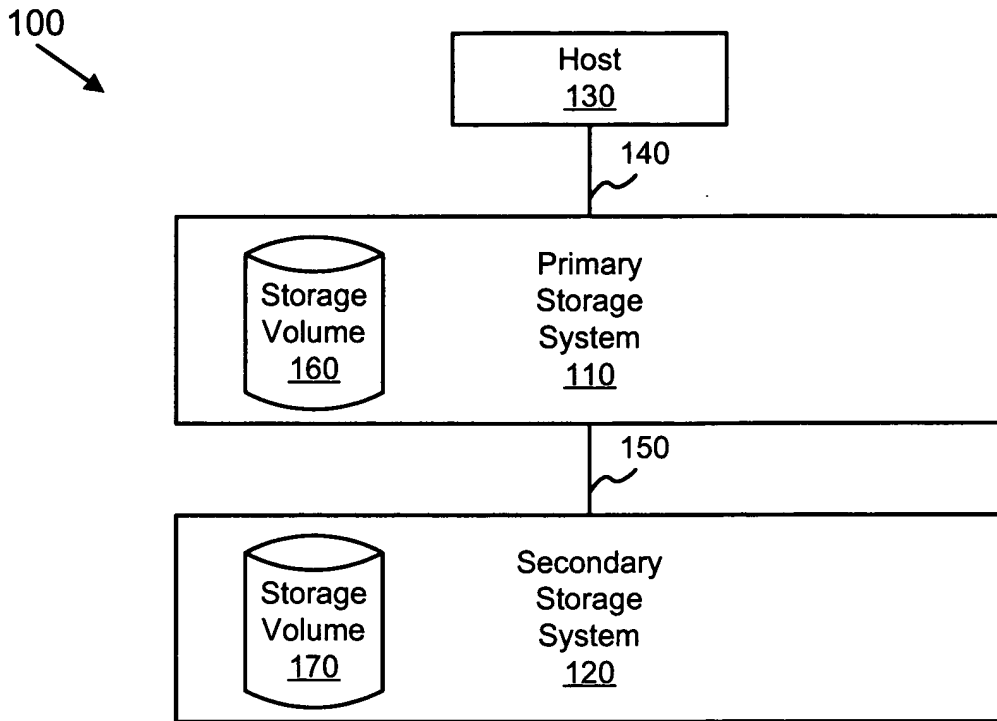 100
Host
130
140
Storage
Volume
160
Primary
Storage
System
110
150
Storage
Volume
170
Secondary
Storage
System
120